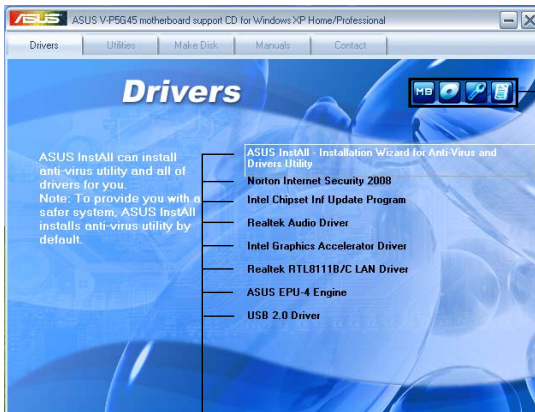 ASUS ASUS V-P5G45 motherboard support CD for Windows XP Home/Professional
Drivers Utilities Make Disk Manuals Contact
Drivers
MB
ASUS InstAll can install
anti-virus utility and all of
drivers for you.
Note: To provide you with a
safer system, ASUS InstAll
installs anti-virus utility by
default.
ASUS InstAll - Installation Wizard for Anti-Virus and
Drivers Utility
Norton Internet Security 2008
Intel Chipset Inf Update Program
Realtek Audio Driver
Intel Graphics Accelerator Driver
Realtek RTL8111B/C LAN Driver
ASUS EPU-4 Engine
USB 2.0 Driver